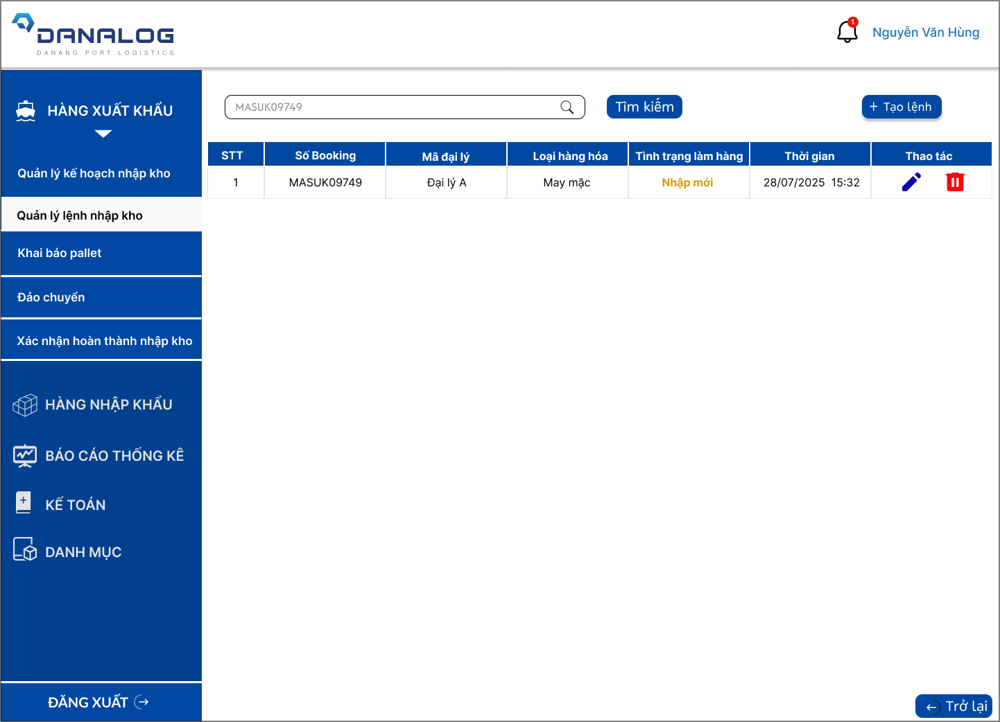 DANALOG
DANANG PORT LOGISTICS
1
Nguyễn Văn Hùng
HÀNG XUẤT KHẨU
Quản lý kế hoạch nhập kho
Quản lý lệnh nhập kho
Khai báo pallet
Đảo chuyển
Xác nhận hoàn thành nhập kho
HÀNG NHẬP KHẨU
BÁO CÁO THỐNG KÊ
KẾ TOÁN
DANH MỤC
ĐĂNG XUẤT
MASUK09749
Tìm kiếm
+ Tạo lệnh
STT Số Booking Mã đại lý Loại hàng hóa Tình trạng làm hàng Thời gian Thao tác
1 MASUK09749 Đại lý A May mặc Nhập mới 28/07/2025 15:32
Trở lại